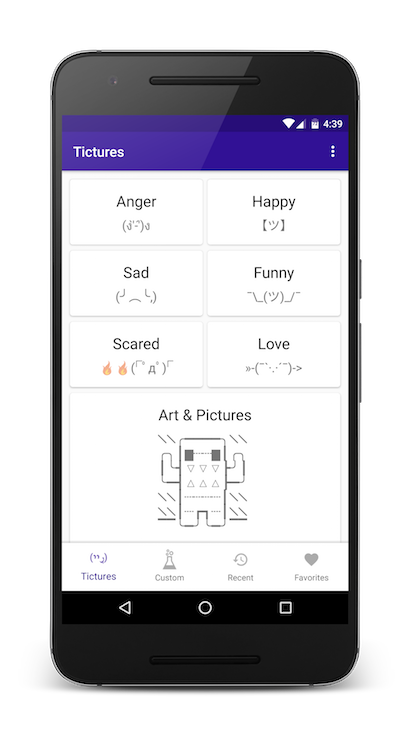 4:39
Tictures
Anger
(ง'̀-'́)ง
Happy
【ツ】
Sad
(╯︵╰,)
Funny
¯\_(ツ)_/¯
Scared
🔥🔥(「ﾟДﾟ)「
Love
»-(¯`·.·´¯)->
Art & Pictures
Tictures
Custom
Recent
Favorites